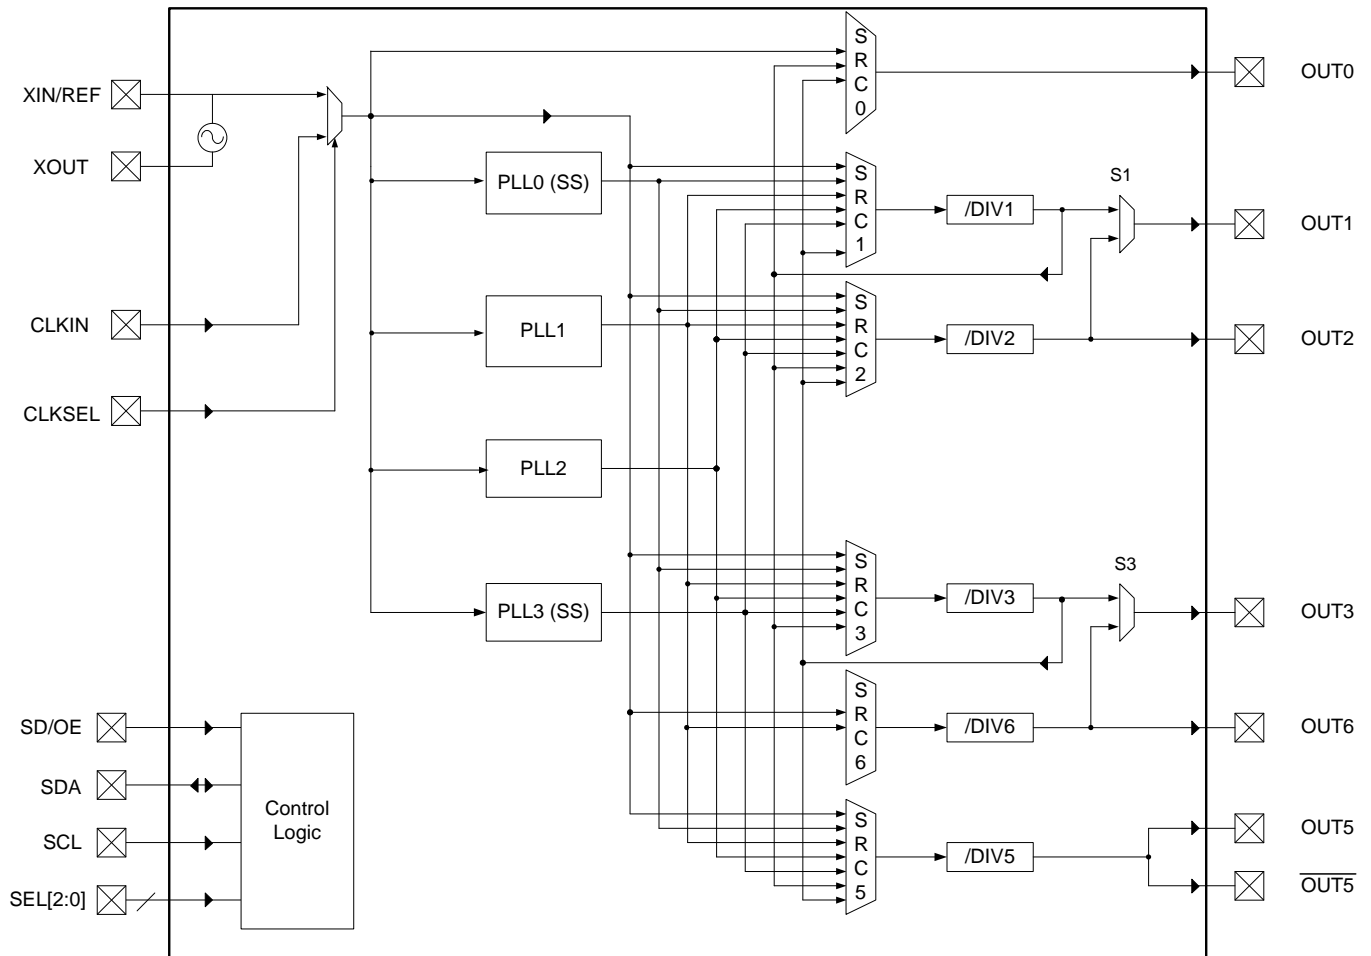 XIN/REF
XOUT
CLKIN
CLKSEL
SD/OE
SDA
SCL
SEL[2:0]
Control
Logic
PLL0 (SS)
PLL1
PLL2
PLL3 (SS)
S
R
C
0
S
R
C
1
S
R
C
2
S
R
C
3
S
R
C
6
S
R
C
5
/DIV1
/DIV2
/DIV3
/DIV6
/DIV5
S1
S3
OUT0
OUT1
OUT2
OUT3
OUT6
OUT5
OUT5